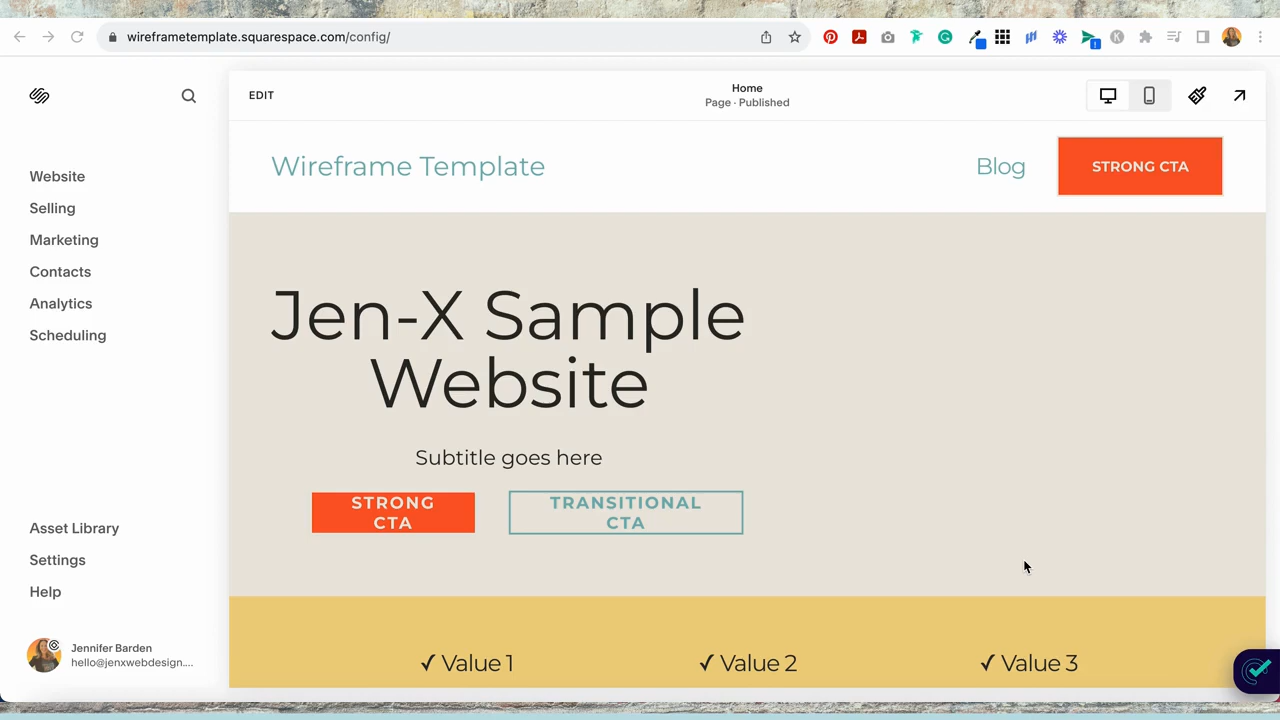 wireframetemplate.squarespace.com/config/
EDIT
Home
Page · Published
Website
Selling
Marketing
Contacts
Analytics
Scheduling
Asset Library
Settings
Help
Jennifer Barden
hello@jenxwebdesign....
Wireframe Template
Blog
STRONG CTA
Jen-X Sample
Website
Subtitle goes here
STRONG
CTA
TRANSITIONAL
CTA
✓ Value 1
✓ Value 2
✓ Value 3